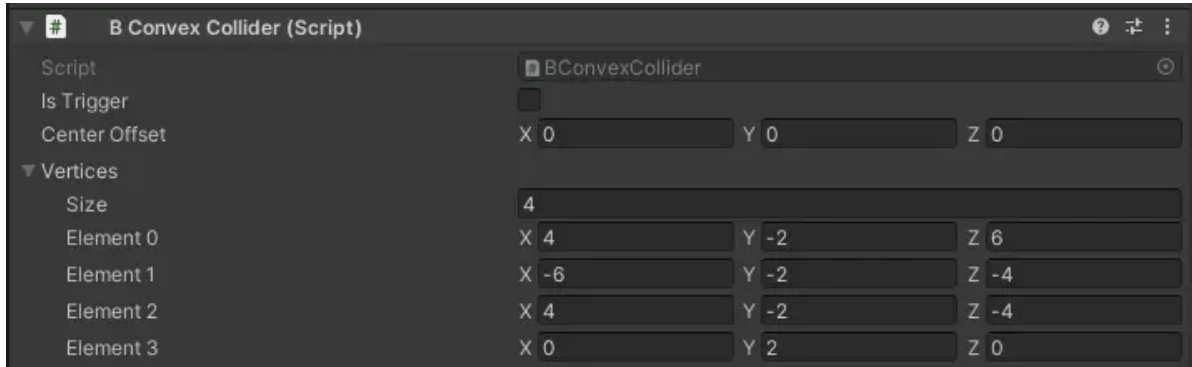 # B Convex Collider (Script)
Script # BConvexCollider
Is Trigger
Center Offset X 0 Y 0 Z 0
Vertices
Size 4
Element 0 X 4 Y -2 Z 6
Element 1 X -6 Y -2 Z -4
Element 2 X 4 Y -2 Z -4
Element 3 X 0 Y 2 Z 0